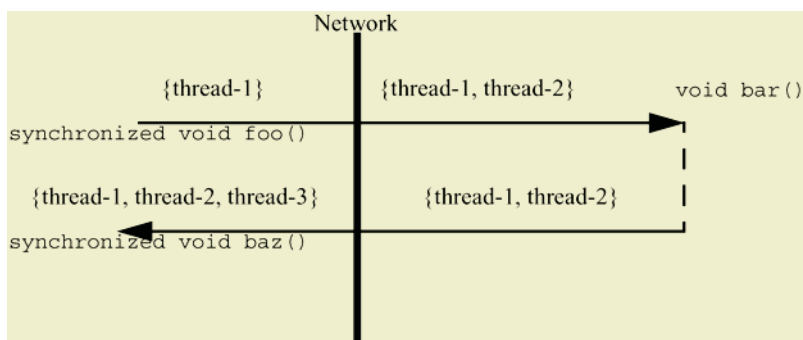 Network
{thread-1}
{thread-1, thread-2}
void bar()
synchronized void foo()
{thread-1, thread-2, thread-3}
{thread-1, thread-2}
synchronized void baz()